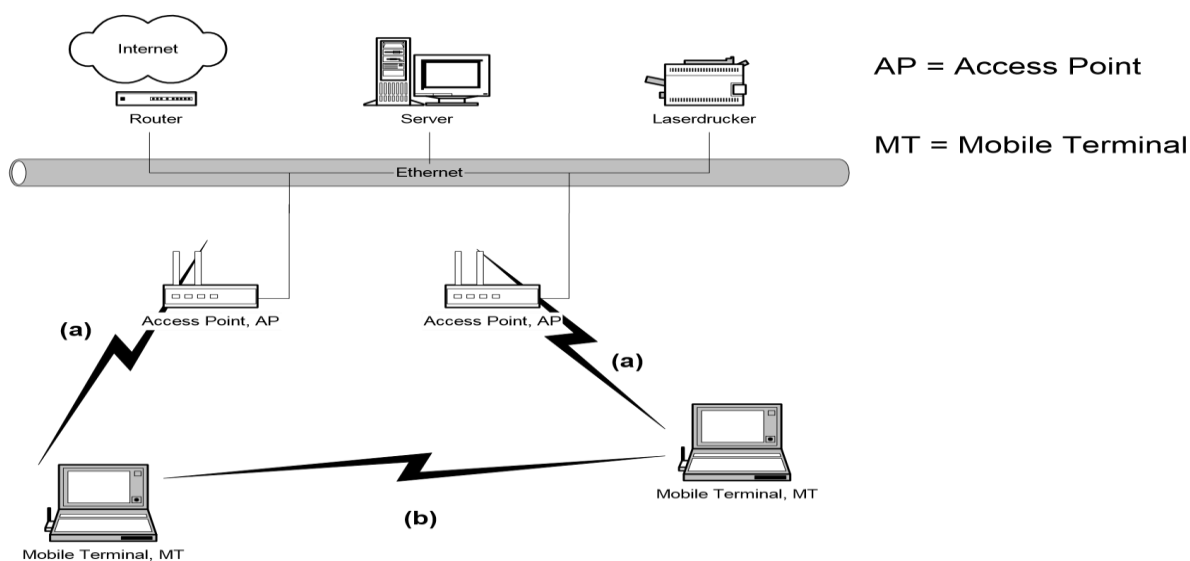 Internet
Router
Server
Laserdrucker
AP = Access Point
MT = Mobile Terminal
Ethernet
Access Point, AP
Access Point, AP
(a)
(a)
Mobile Terminal, MT
(b)
Mobile Terminal, MT